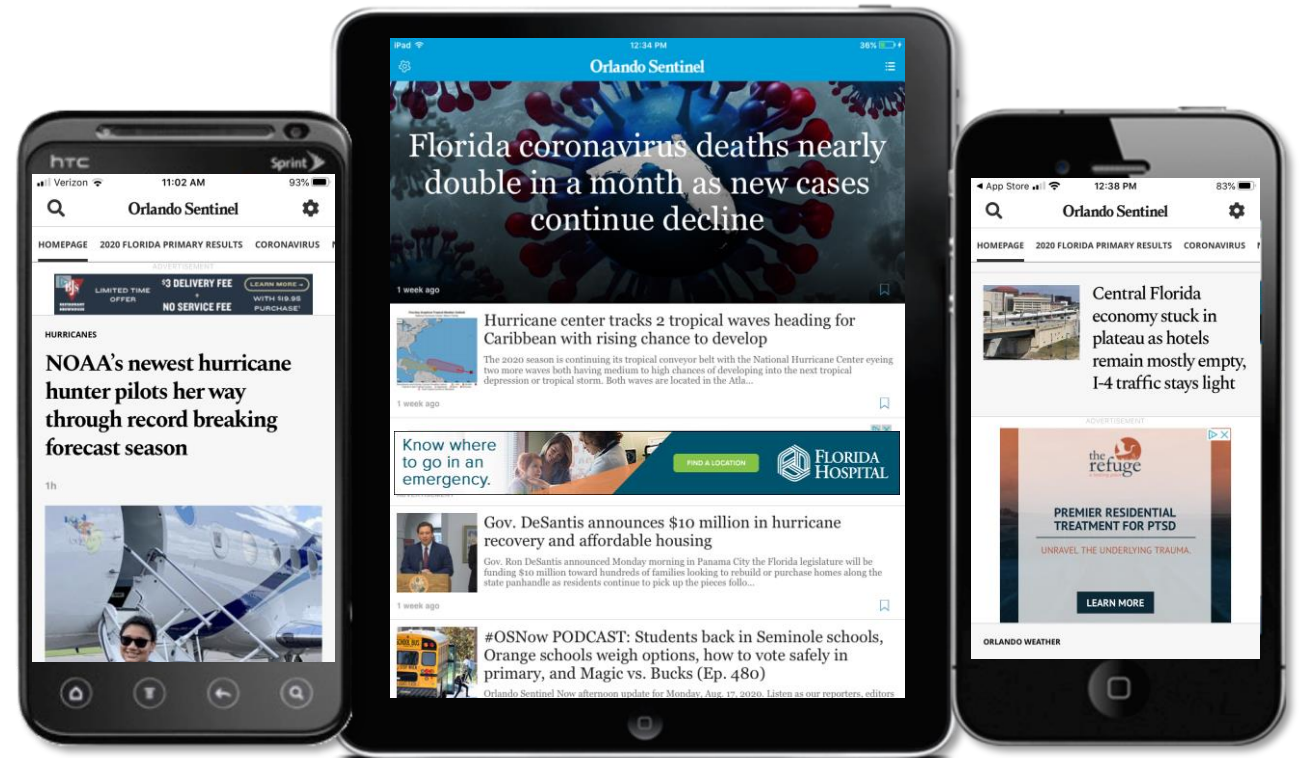 htc
Sprint
Verizon
11:02 AM
93%
Orlando Sentinel
HOMEPAGE 2020 FLORIDA PRIMARY RESULTS CORONAVIRUS
ADVERTISEMENT
BJ's
RESTAURANT
BREWHOUSE
LIMITED TIME
OFFER
$3 DELIVERY FEE
+
NO SERVICE FEE
LEARN MORE
WITH $19.95
PURCHASE*
HURRICANES
NOAA's newest hurricane
hunter pilots her way
through record breaking
forecast season
1h
iPad
12:34 PM
36%
Orlando Sentinel
Florida coronavirus deaths nearly
double in a month as new cases
continue decline
1 week ago
Hurricane center tracks 2 tropical waves heading for
Caribbean with rising chance to develop
The 2020 season is continuing its tropical conveyor belt with the National Hurricane Center eyeing
two more waves both having medium to high chances of developing into the next tropical
depression or tropical storm. Both waves are located in the Atla...
1 week ago
Know where
to go in an
emergency.
FIND A LOCATION
FLORIDA
HOSPITAL
Gov. DeSantis announces $10 million in hurricane
recovery and affordable housing
Gov. Ron DeSantis announced Monday morning in Panama City the Florida legislature will be
funding $10 million toward hundreds of families looking to rebuild or purchase homes along the
state panhandle as residents continue to pick up the pieces follo...
1 week ago
#OSNow PODCAST: Students back in Seminole schools,
Orange schools weigh options, how to vote safely in
primary, and Magic vs. Bucks (Ep. 480)
Orlando Sentinel Now afternoon update for Monday, Aug. 17, 2020. Listen as our reporters, editors
SCHOOL BUS
App Store
12:38 PM
83%
Orlando Sentinel
HOMEPAGE 2020 FLORIDA PRIMARY RESULTS CORONAVIRUS
Central Florida
economy stuck in
plateau as hotels
remain mostly empty,
I-4 traffic stays light
ADVERTISEMENT
the
refuge
PREMIER RESIDENTIAL
TREATMENT FOR PTSD
UNRAVEL THE UNDERLYING TRAUMA.
LEARN MORE
ORLANDO WEATHER